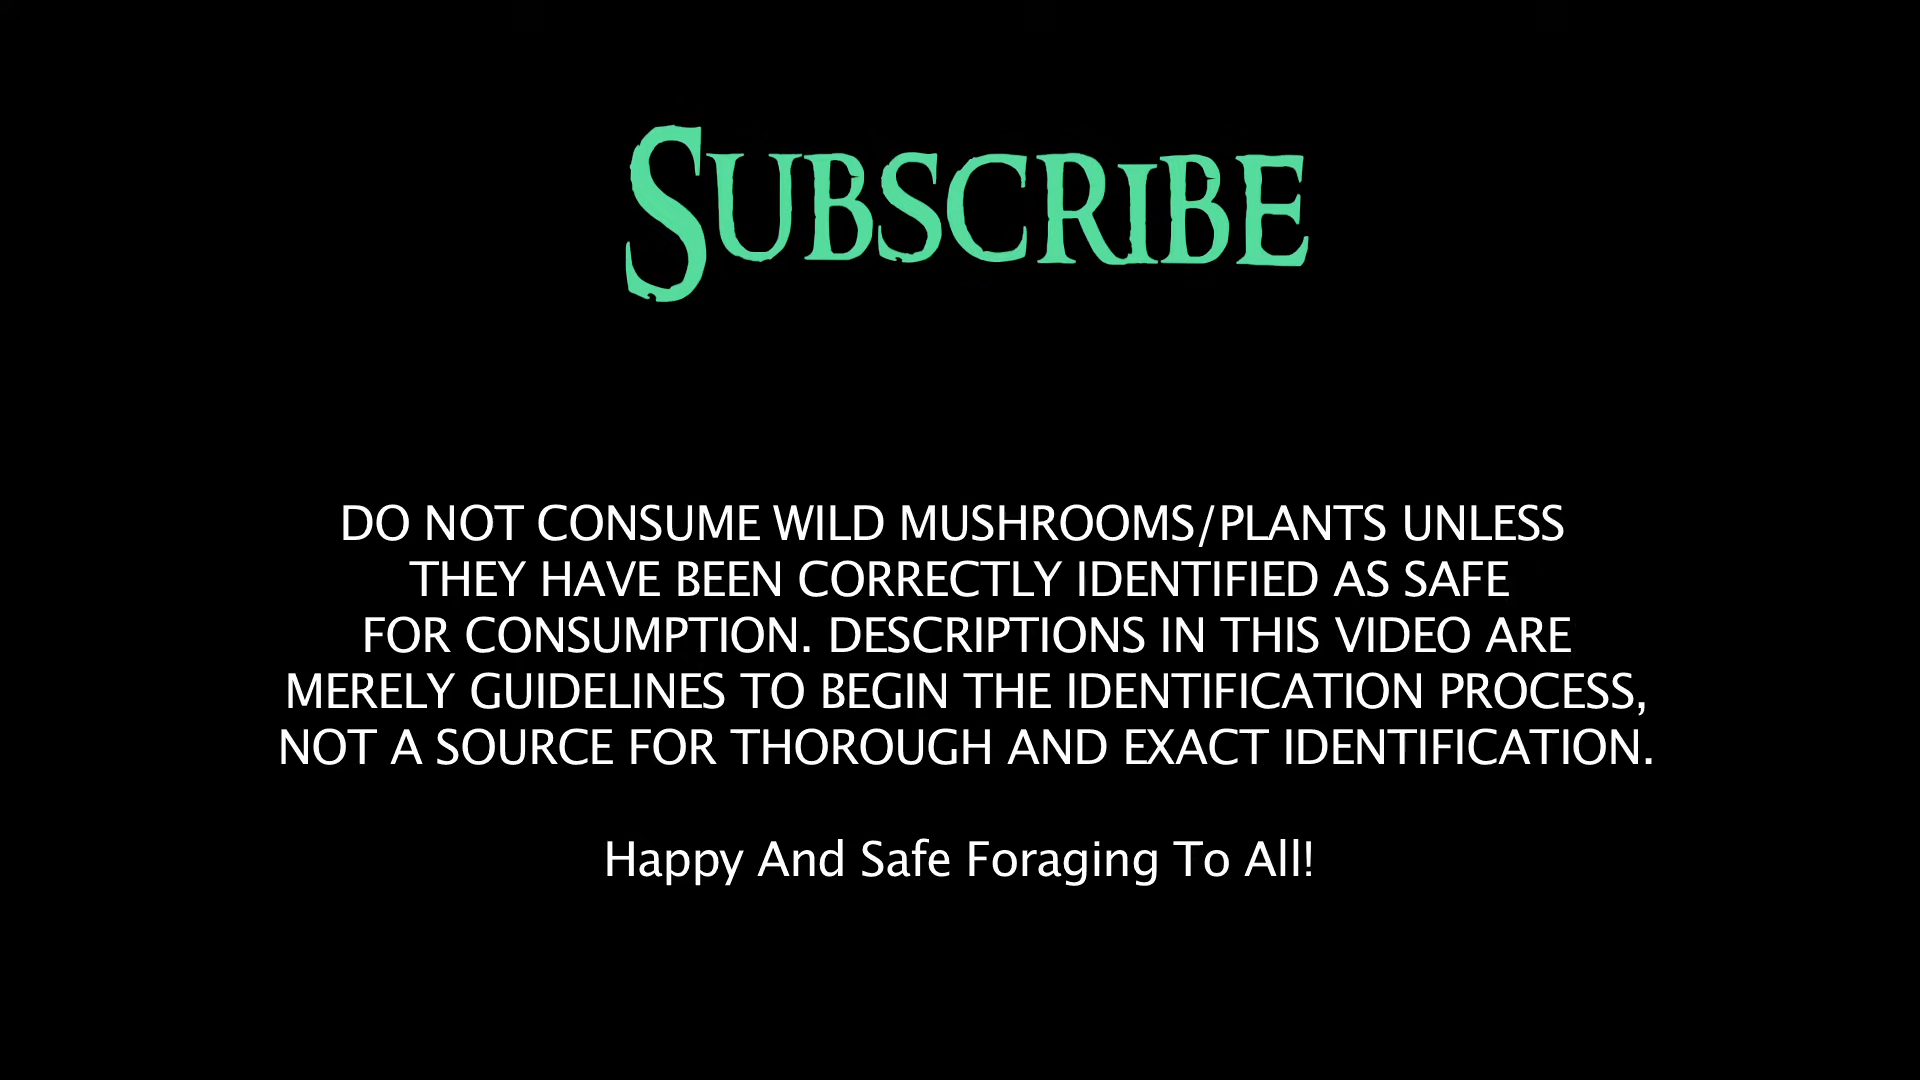 SUBSCRIBE
DO NOT CONSUME WILD MUSHROOMS/PLANTS UNLESS
THEY HAVE BEEN CORRECTLY IDENTIFIED AS SAFE
FOR CONSUMPTION. DESCRIPTIONS IN THIS VIDEO ARE
MERELY GUIDELINES TO BEGIN THE IDENTIFICATION PROCESS,
NOT A SOURCE FOR THOROUGH AND EXACT IDENTIFICATION.
Happy And Safe Foraging To All!